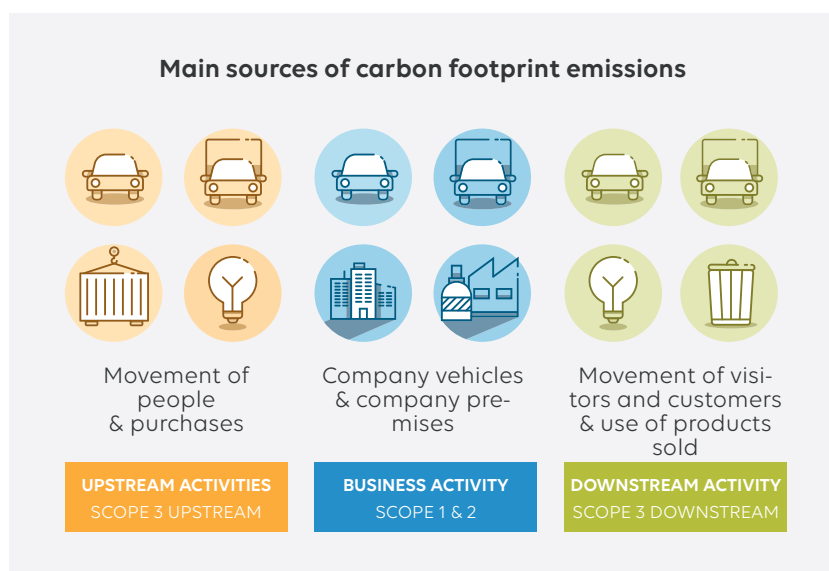 Main sources of carbon footprint emissions
Movement of
people
& purchases
Company vehicles
& company pre-
mises
Movement of visi-
tors and customers
& use of products
sold
UPSTREAM ACTIVITIES
SCOPE 3 UPSTREAM
BUSINESS ACTIVITY
SCOPE 1 & 2
DOWNSTREAM ACTIVITY
SCOPE 3 DOWNSTREAM